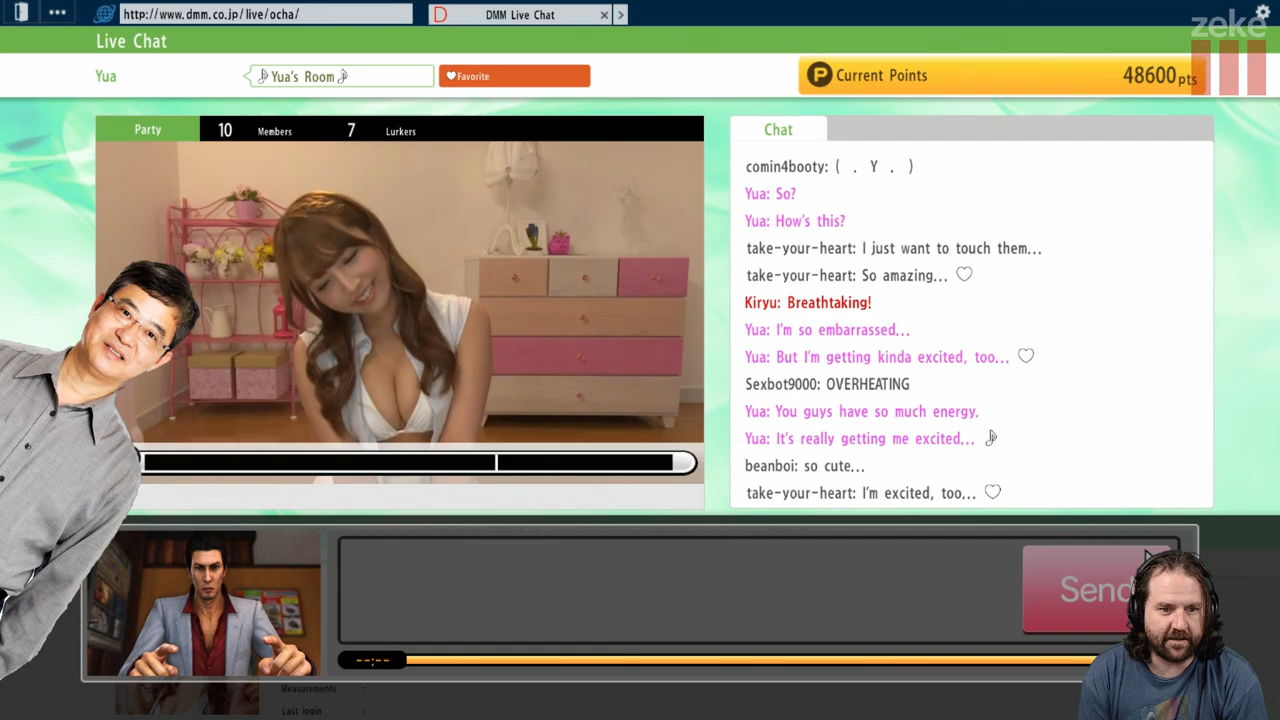 http://www.dmm.co.jp/live/ocha/
D DMM Live Chat
zeke
Live Chat
Yua
♪ Yua's Room ♪
Favorite
P Current Points 48600 pts
Party 10 Members 7 Lurkers
Chat
comin4booty: ( . Y . )
Yua: So?
Yua: How's this?
take-your-heart: I just want to touch them...
take-your-heart: So amazing... ♡
Kiryu: Breathtaking!
Yua: I'm so embarrassed...
Yua: But I'm getting kinda excited, too... ♡
Sexbot9000: OVERHEATING
Yua: You guys have so much energy.
Yua: It's really getting me excited... ♪
beanboi: so cute...
take-your-heart: I'm excited, too... ♡
Send
--:--
Measurements :
Last login :